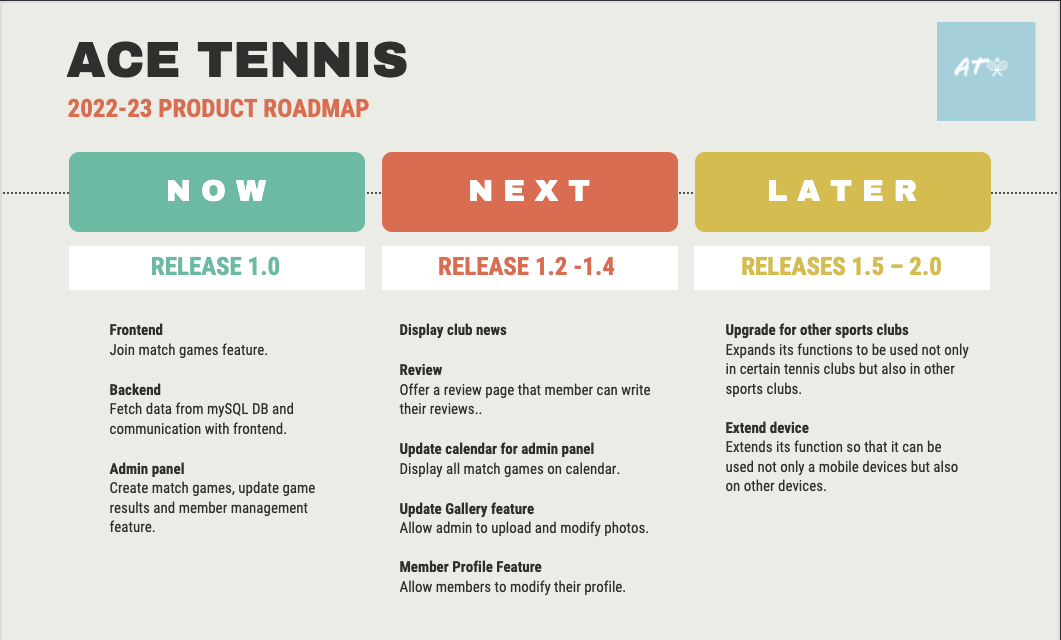 ACE TENNIS
2022-23 PRODUCT ROADMAP
AT
NOW
NEXT
LATER
RELEASE 1.0
RELEASE 1.2 -1.4
RELEASES 1.5 – 2.0
Frontend
Join match games feature.
Backend
Fetch data from mySQL DB and
communication with frontend.
Admin panel
Create match games, update game
results and member management
feature.
Display club news
Review
Offer a review page that member can write
their reviews..
Update calendar for admin panel
Display all match games on calendar.
Update Gallery feature
Allow admin to upload and modify photos.
Member Profile Feature
Allow members to modify their profile.
Upgrade for other sports clubs
Expands its functions to be used not only
in certain tennis clubs but also in other
sports clubs.
Extend device
Extends its function so that it can be
used not only a mobile devices but also
on other devices.